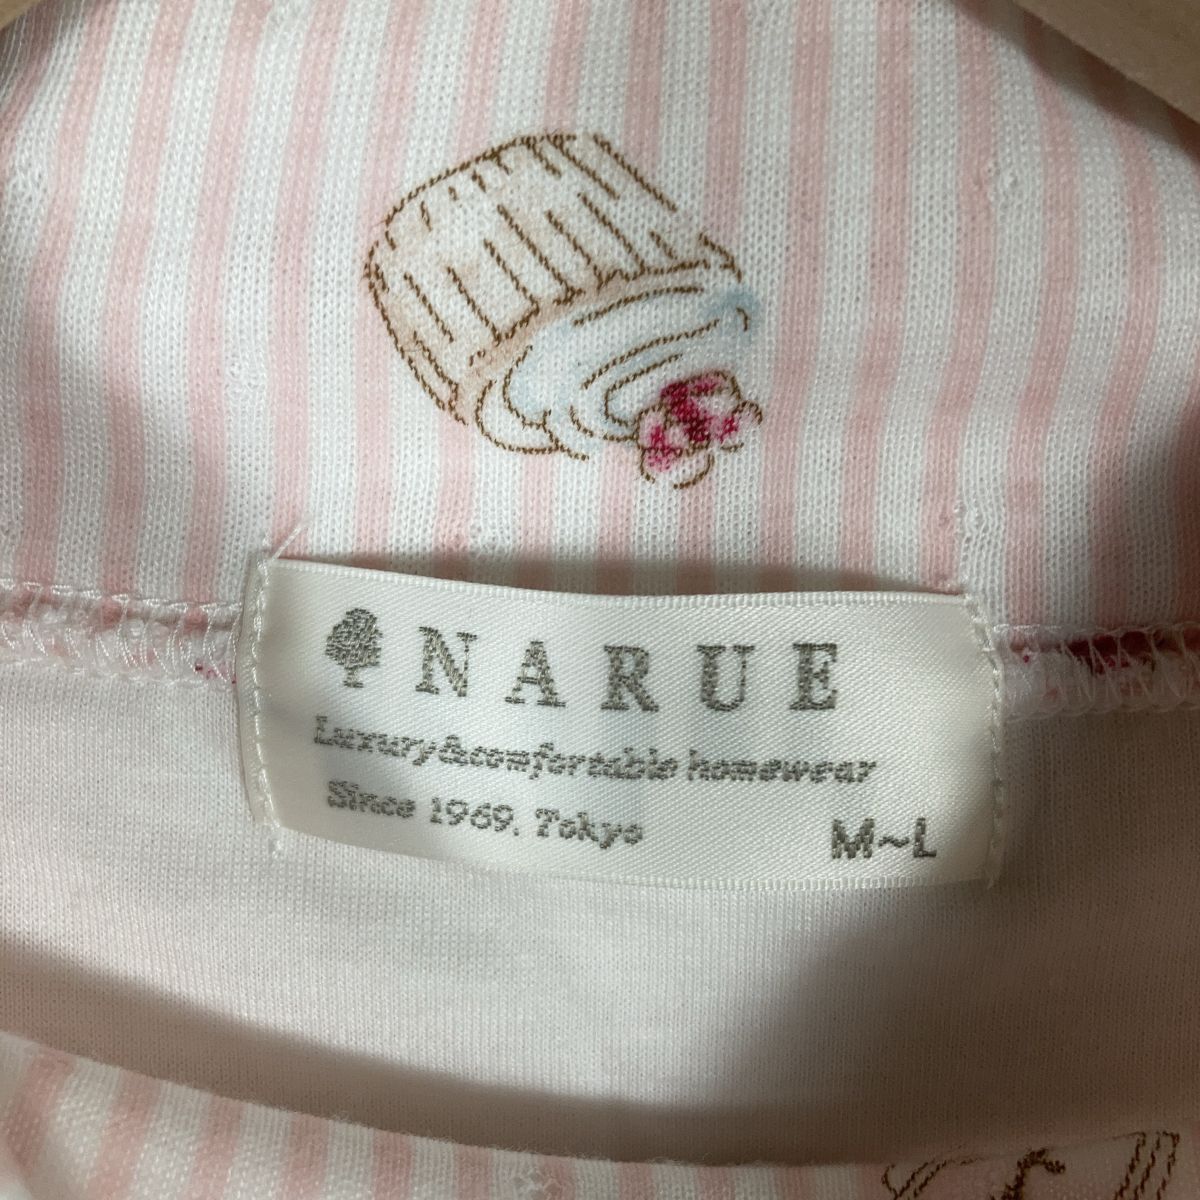 NARUE
Luxury&comfortable homewear
Since 1969. Tokyo
M~L